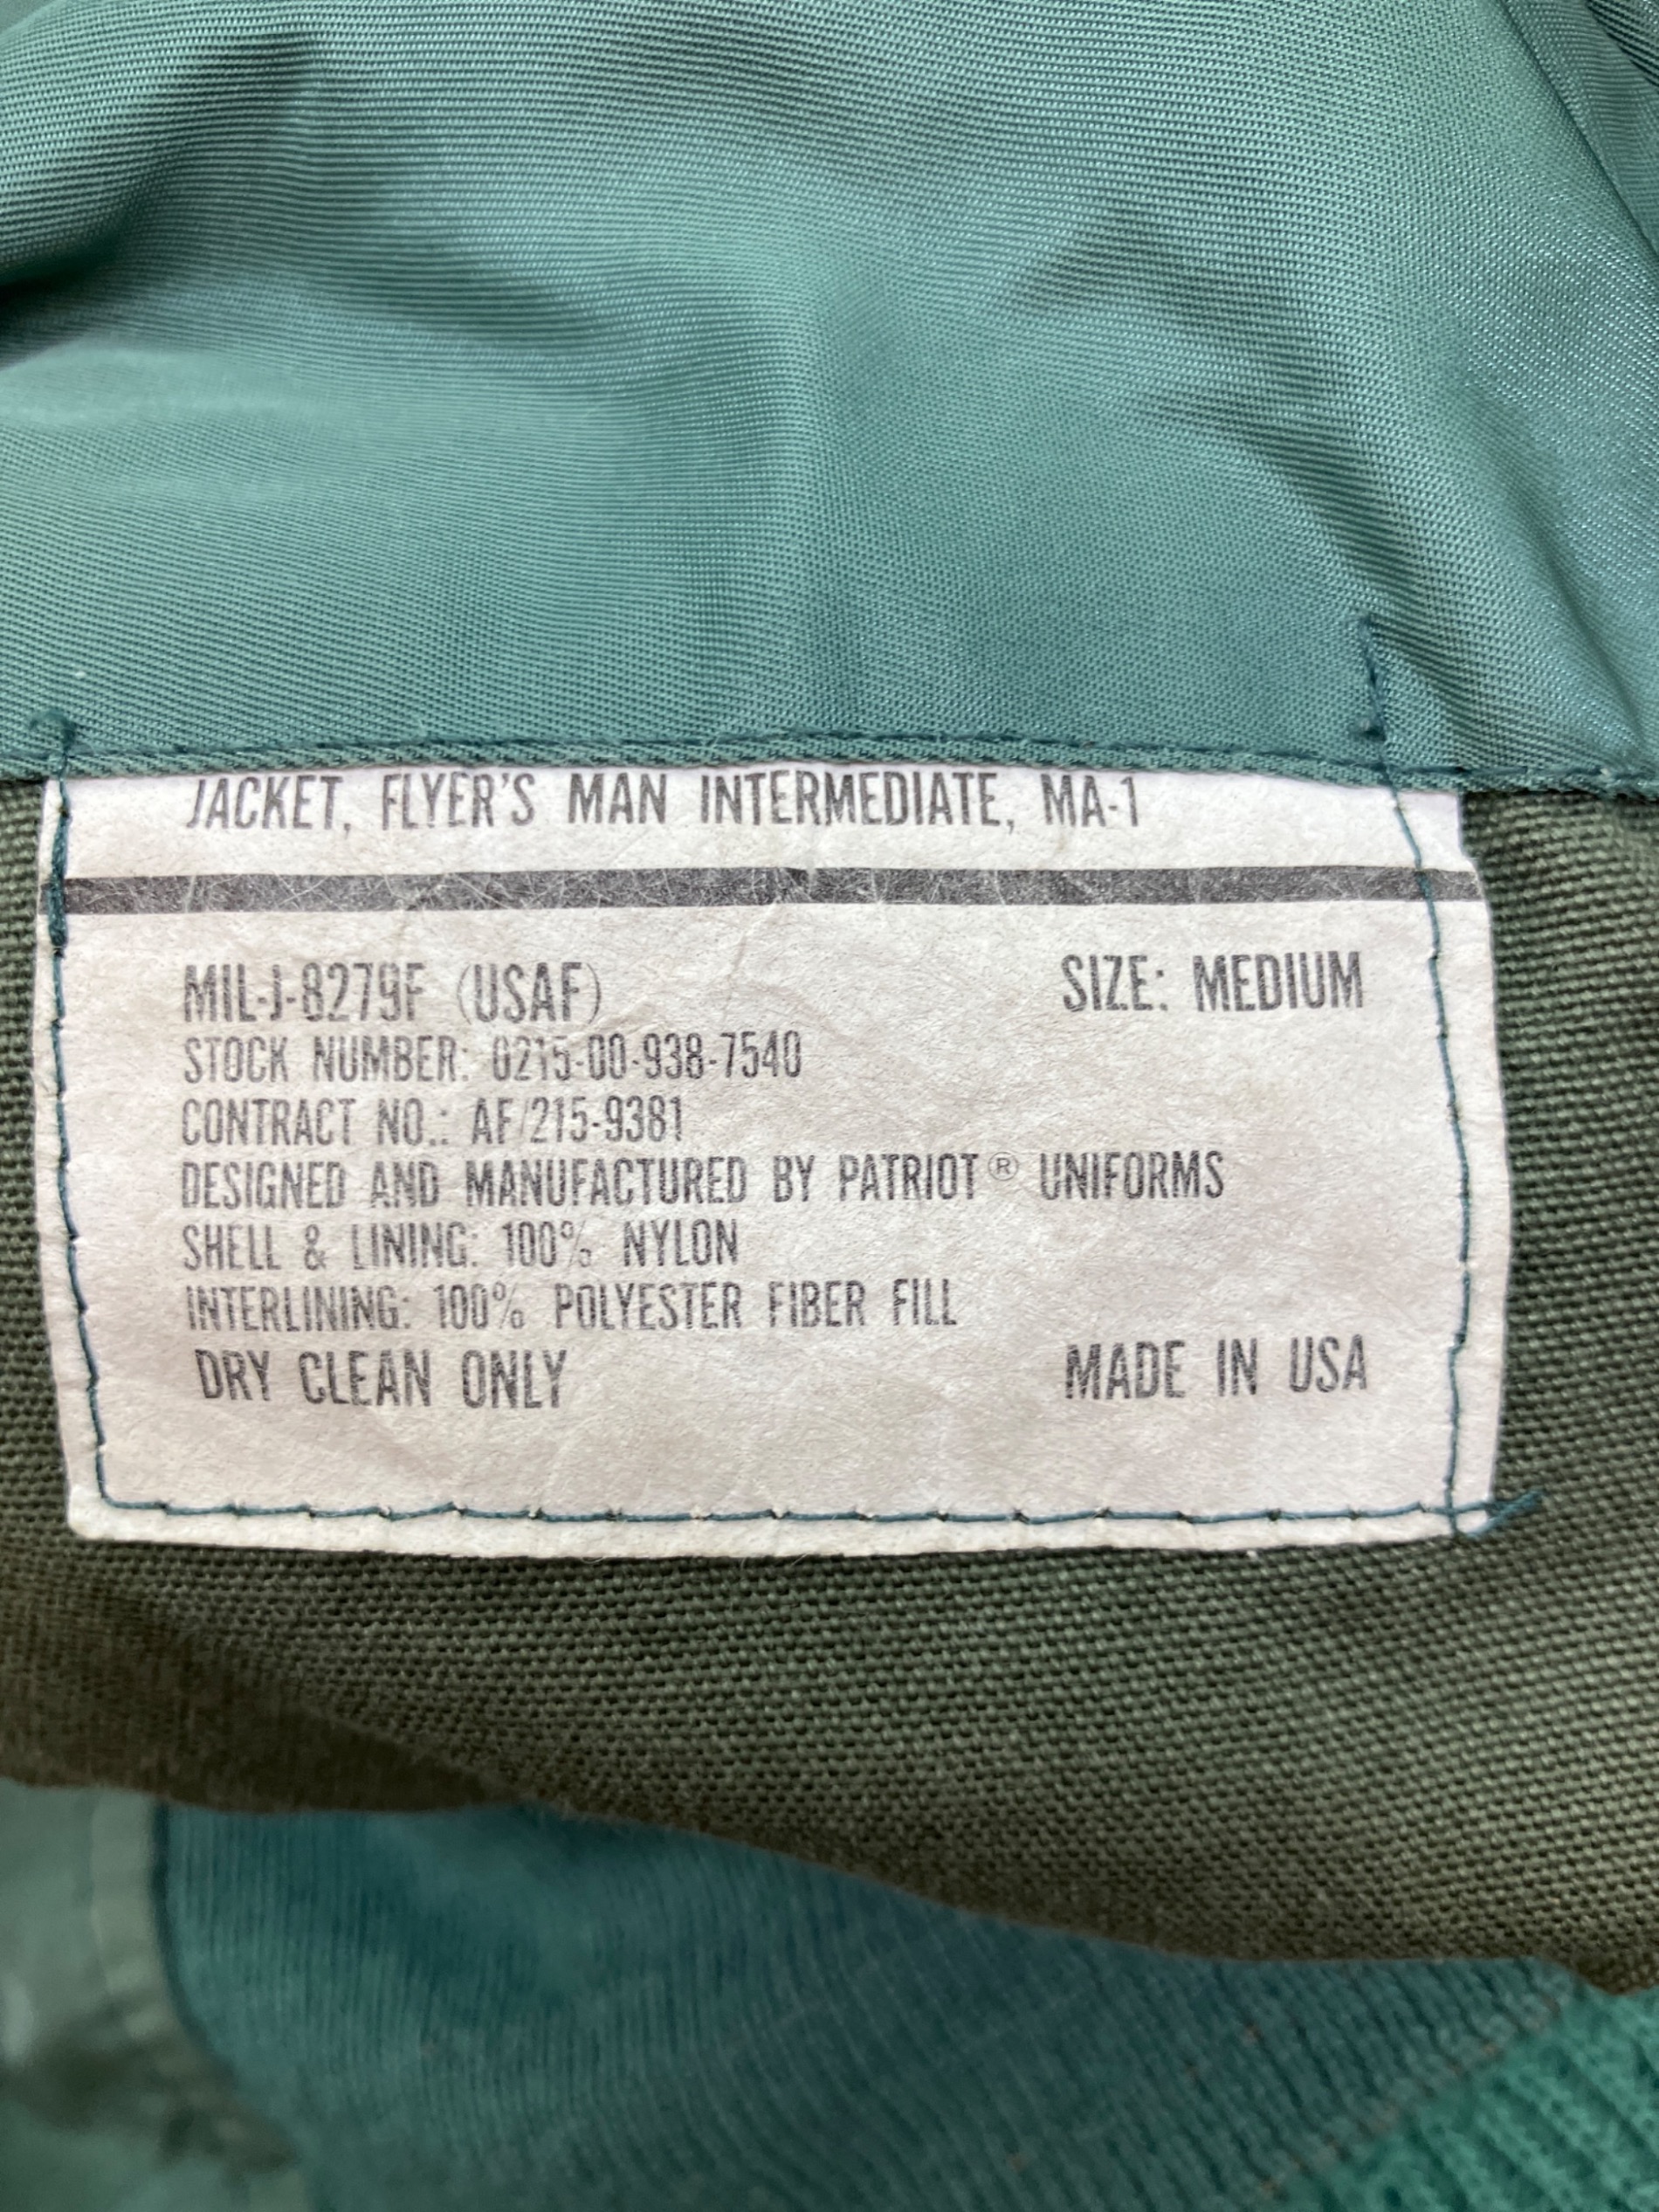 JACKET, FLYER'S MAN INTERMEDIATE, MA-1
MIL-J-8279F (USAF) SIZE: MEDIUM
STOCK NUMBER: 0215-00-938-7540
CONTRACT NO.: AF/215-9381
DESIGNED AND MANUFACTURED BY PATRIOT® UNIFORMS
SHELL & LINING: 100% NYLON
INTERLINING: 100% POLYESTER FIBER FILL
DRY CLEAN ONLY MADE IN USA